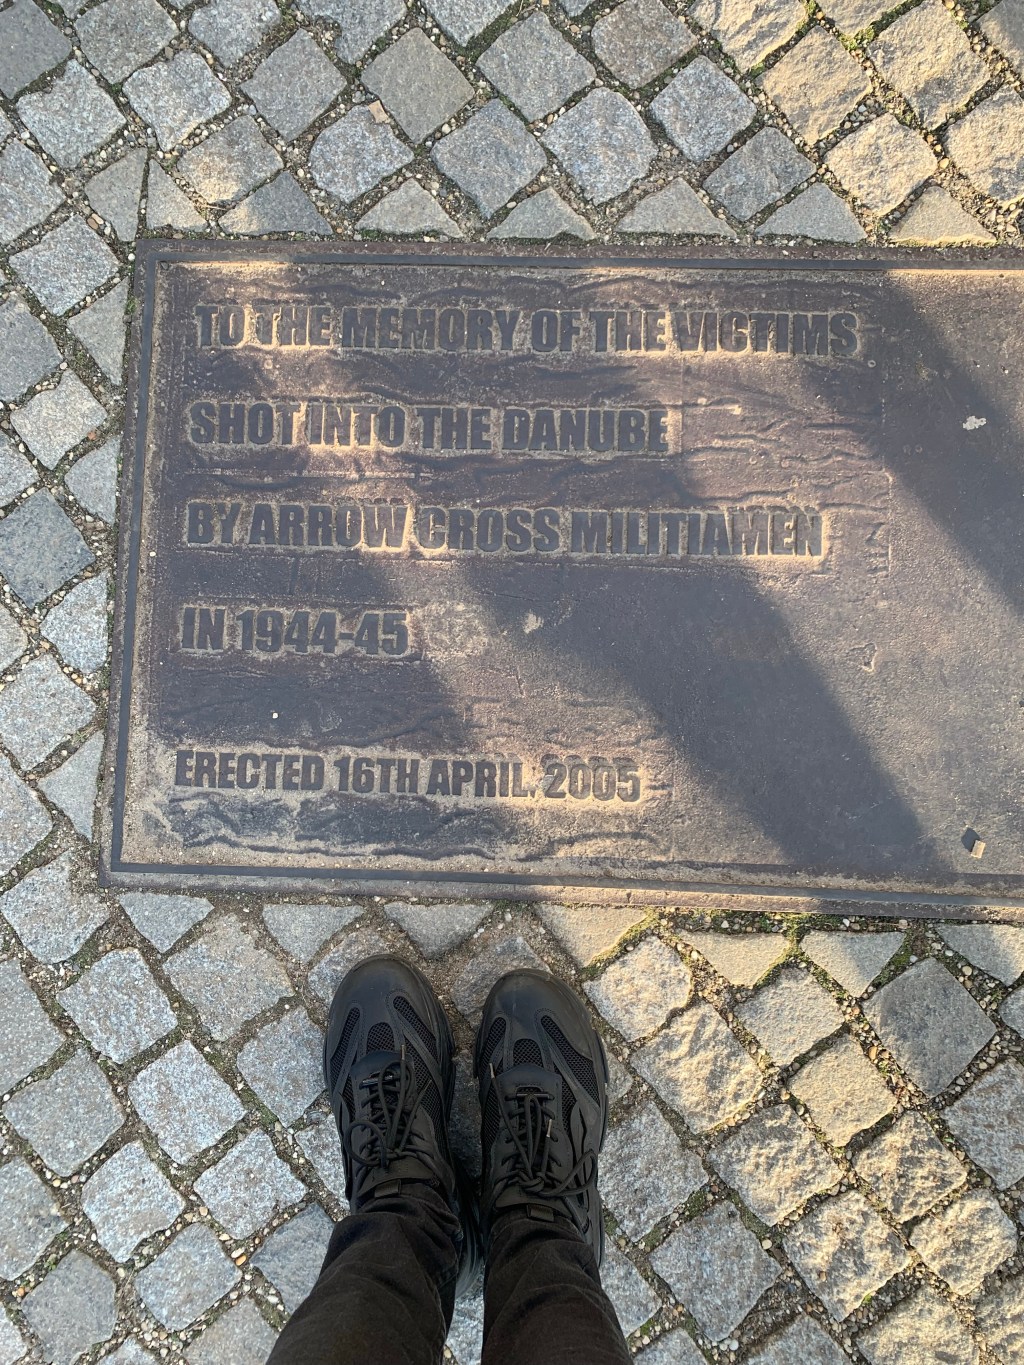 TO THE MEMORY OF THE VICTIMS
SHOT INTO THE DANUBE
BY ARROW CROSS MILITIAMEN
IN 1944-45
ERECTED 16TH APRIL, 2005